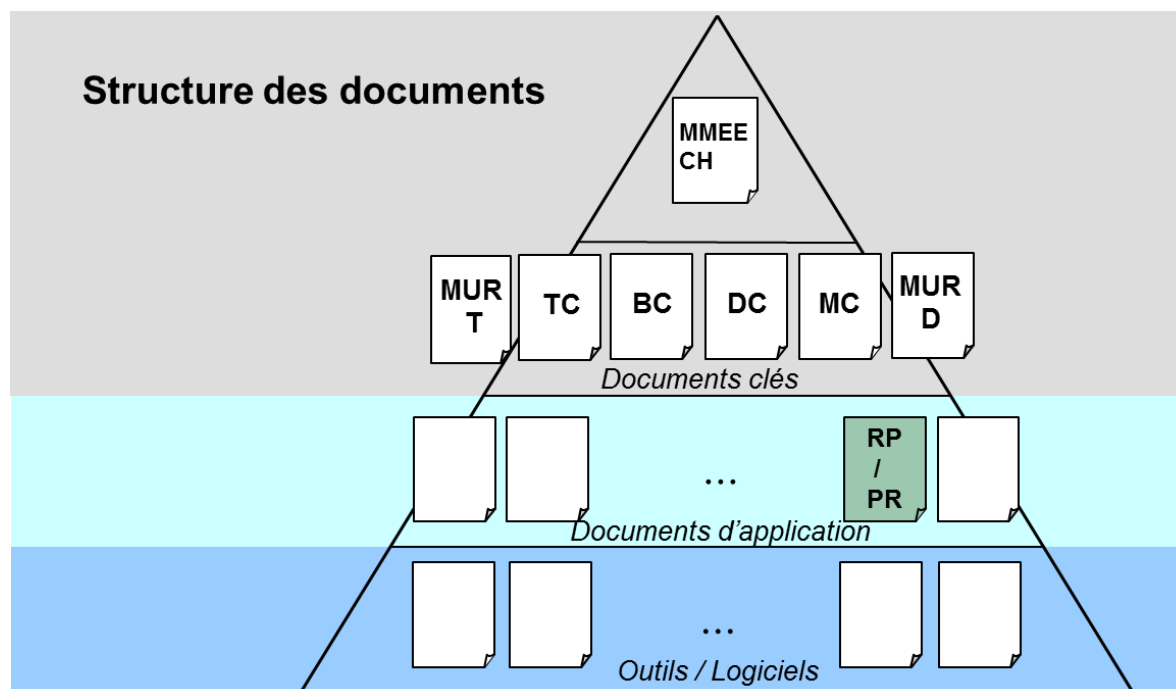 Structure des documents
MMEE
CH
MUR
T
TC
BC
DC
MC
MUR
D
Documents clés
...
RP
/
PR
Documents d’application
...
Outils / Logiciels